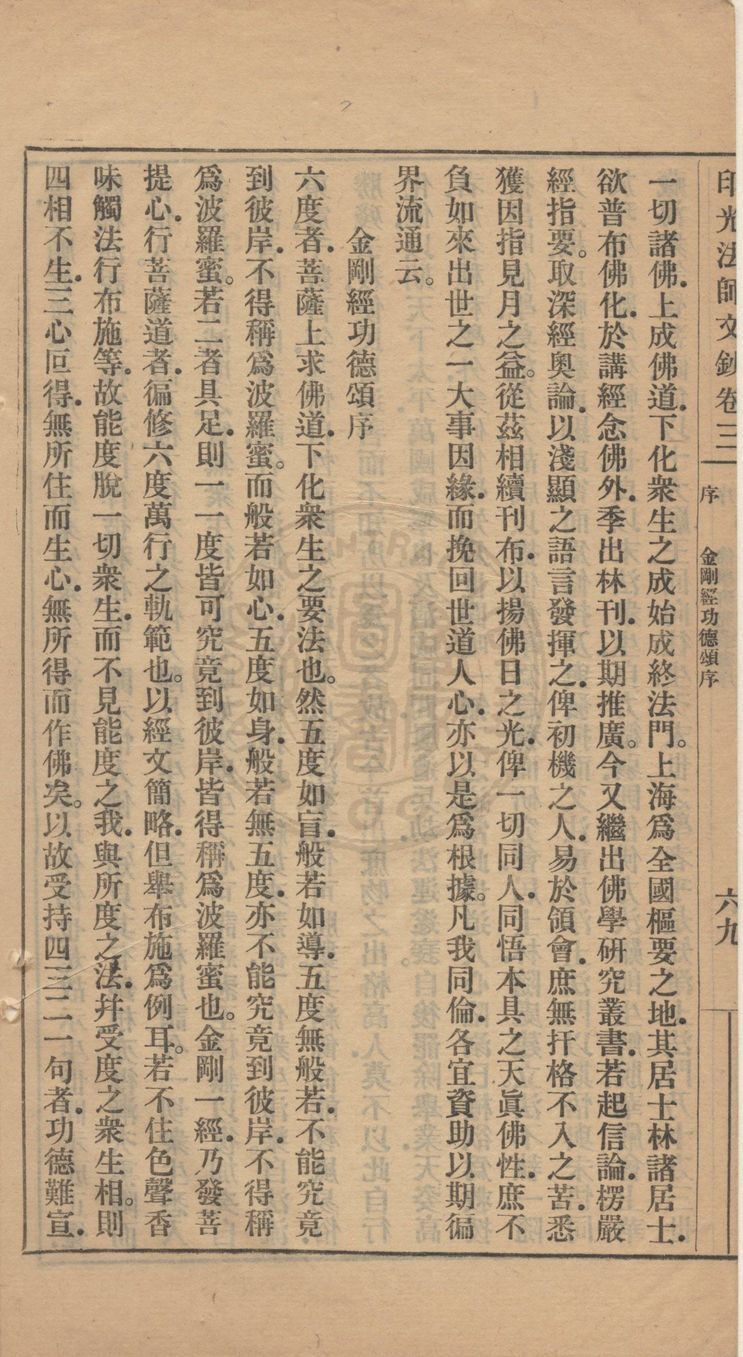 印光法師文鈔卷三 序 金剛經功德頌序 六九
一切諸佛．上成佛道．下化衆生之成始成終法門。上海爲全國樞要之地．其居士林諸居士．
欲普布佛化．於講經念佛外．季出林刊．以期推廣。今又繼出佛學研究叢書．若起信論．楞嚴
經指要。取深經奧論．以淺顯之語言發揮之．俾初機之人．易於領會．庶無扞格不入之苦．悉
獲因指見月之益。從茲相續刊布．以揚佛日之光．俾一切同人．同悟本具之天眞佛性．庶不
負如來出世之一大事因緣．而挽回世道人心．亦以是爲根據。凡我同倫．各宜資助以期徧
界流通云。
金剛經功德頌序
六度者．菩薩上求佛道．下化衆生之要法也。然五度如盲．般若如導．五度無般若．不能究竟
到彼岸．不得稱爲波羅蜜。而般若如心．五度如身．般若無五度．亦不能究竟到彼岸．不得稱
爲波羅蜜。若二者具足．則一一度皆可究竟到彼岸．皆得稱爲波羅蜜也。金剛一經．乃發菩
提心．行菩薩道者．徧修六度萬行之軌範也。以經文簡略．但舉布施爲例耳。若不住色聲香
味觸法行布施等．故能度脫一切衆生．而不見能度之我．與所度之法．幷受度之衆生相。則
四相不生．三心叵得．無所住而生心．無所得而作佛矣。以故受持四三二一句者．功德難宣．